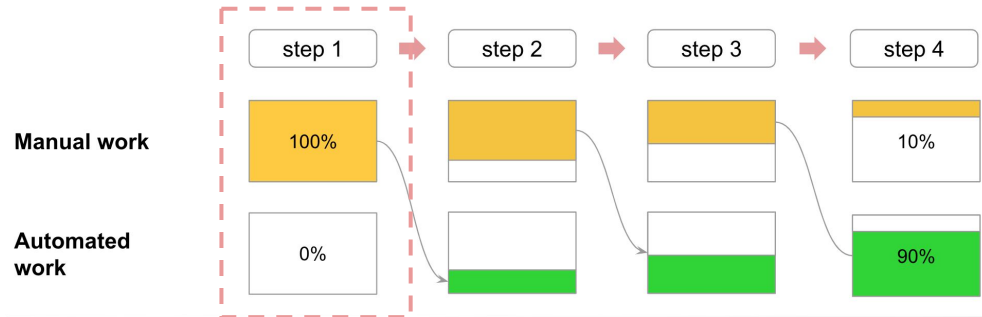 step 1
step 2
step 3
step 4
Manual work
100%
10%
Automated
work
0%
90%